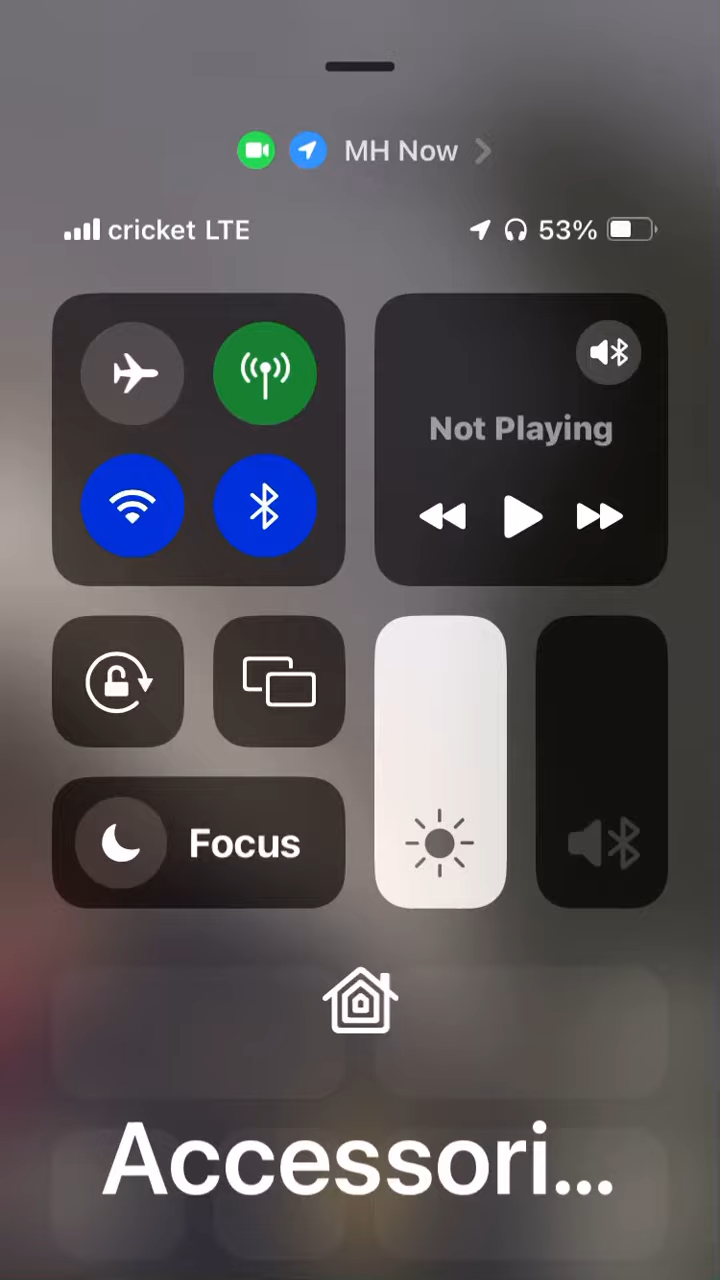 MH Now
cricket LTE
53%
Not Playing
Focus
Accessori...